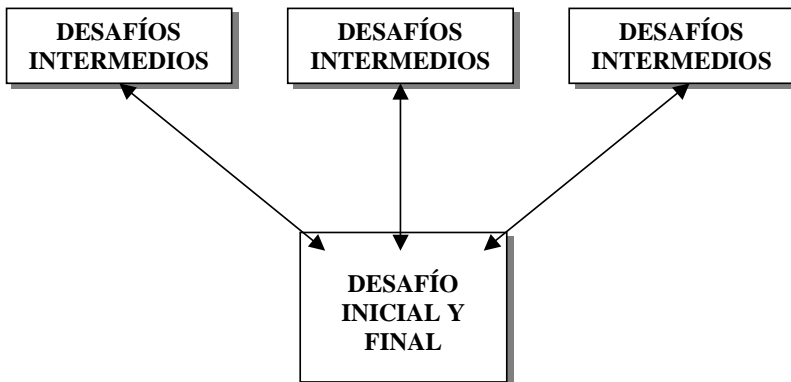 DESAFÍOS
INTERMEDIOS
DESAFÍOS
INTERMEDIOS
DESAFÍOS
INTERMEDIOS
DESAFÍO
INICIAL Y
FINAL